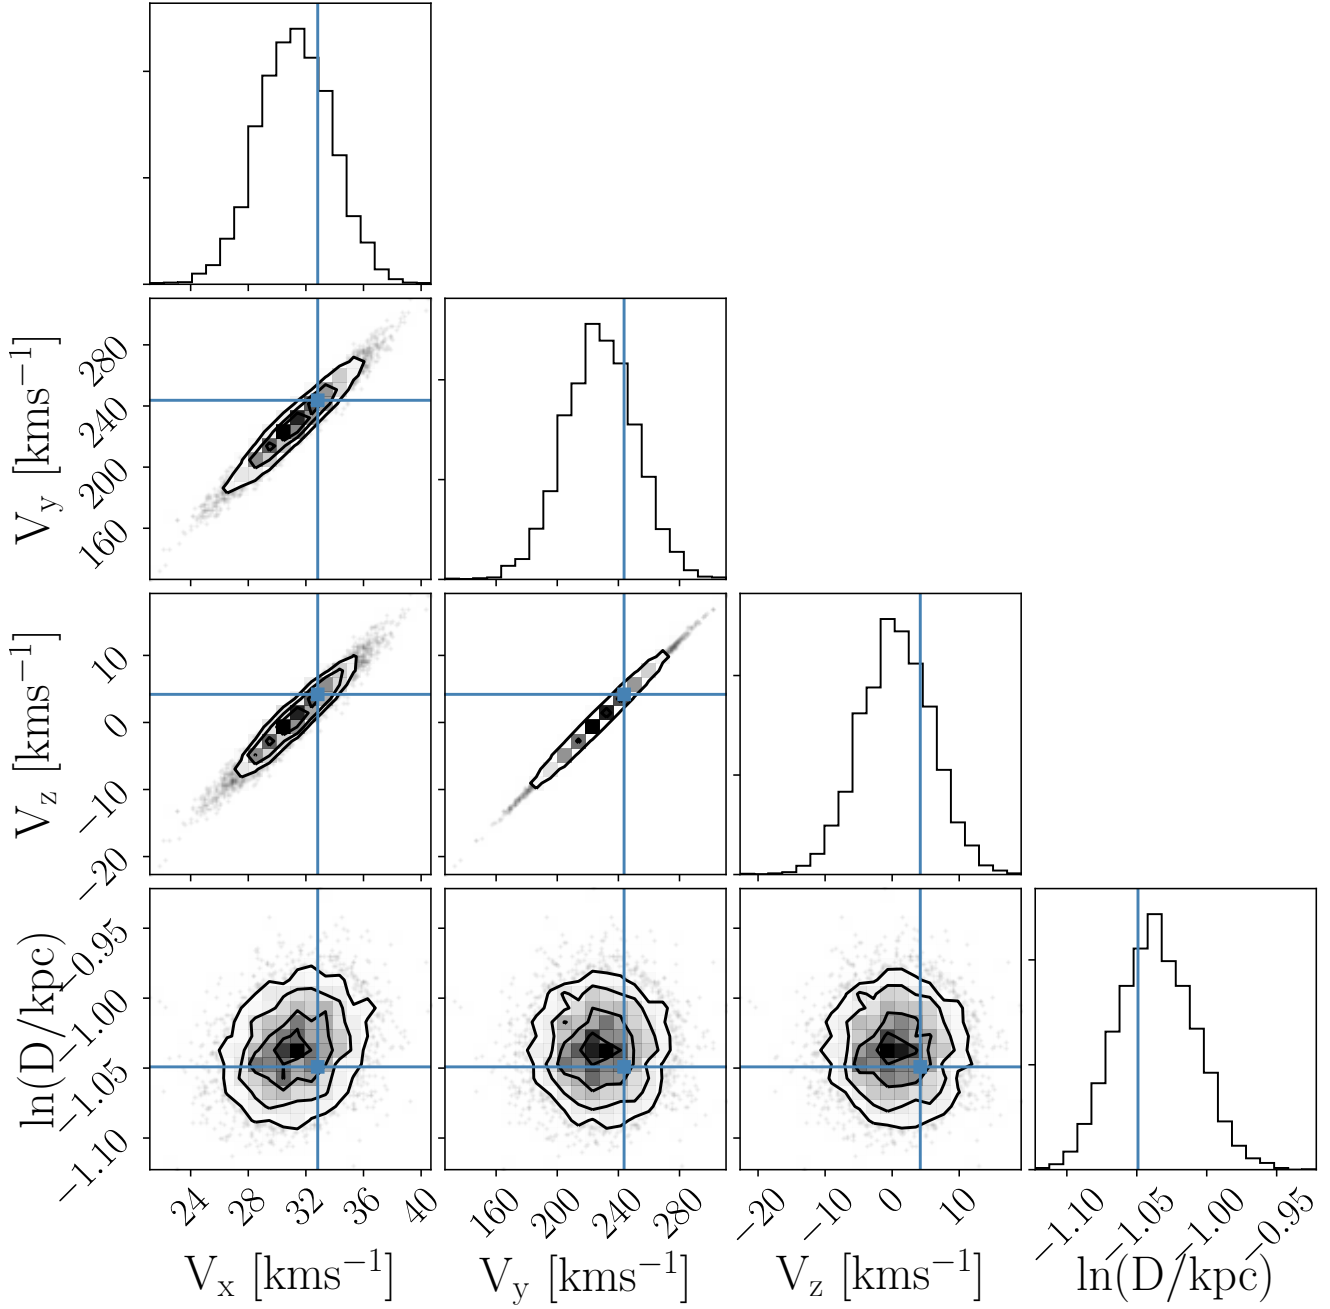 V_y [kms⁻¹]
280
240
200
160
V_z [kms⁻¹]
10
0
−10
−20
ln(D/kpc)
−0.95
−1.00
−1.05
−1.10
24 28 32 36 40
160 200 240 280
−20 −10 0 10
−1.10 −1.05 −1.00 −0.95
V_x [kms⁻¹] V_y [kms⁻¹] V_z [kms⁻¹] ln(D/kpc)